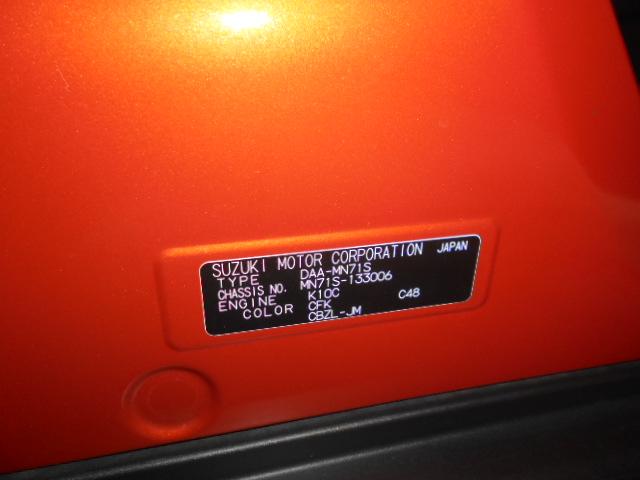 SUZUKI MOTOR CORPORATION JAPAN
TYPE DAA-MN71S
CHASSIS NO. MN71S-133006
ENGINE K10C C48
COLOR CFK
CBZL-JM